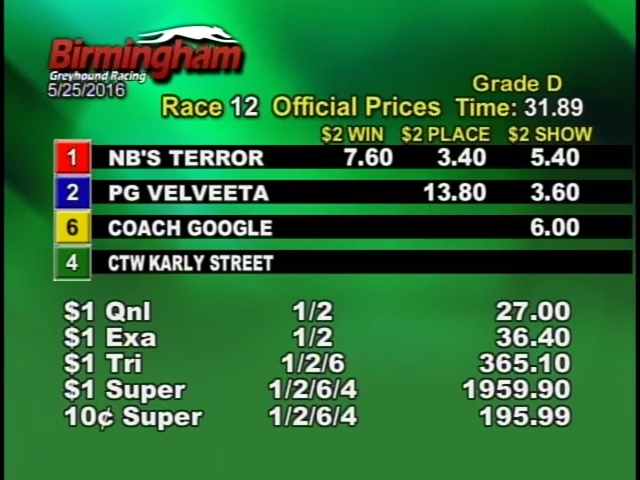 Birmingham
Greyhound Racing
5/25/2016
Grade D
Race 12 Official Prices Time: 31.89
$2 WIN $2 PLACE $2 SHOW
1 NB'S TERROR 7.60 3.40 5.40
2 PG VELVEETA 13.80 3.60
6 COACH GOOGLE 6.00
4 CTW KARLY STREET
$1 Qnl 1/2 27.00
$1 Exa 1/2 36.40
$1 Tri 1/2/6 365.10
$1 Super 1/2/6/4 1959.90
10¢ Super 1/2/6/4 195.99